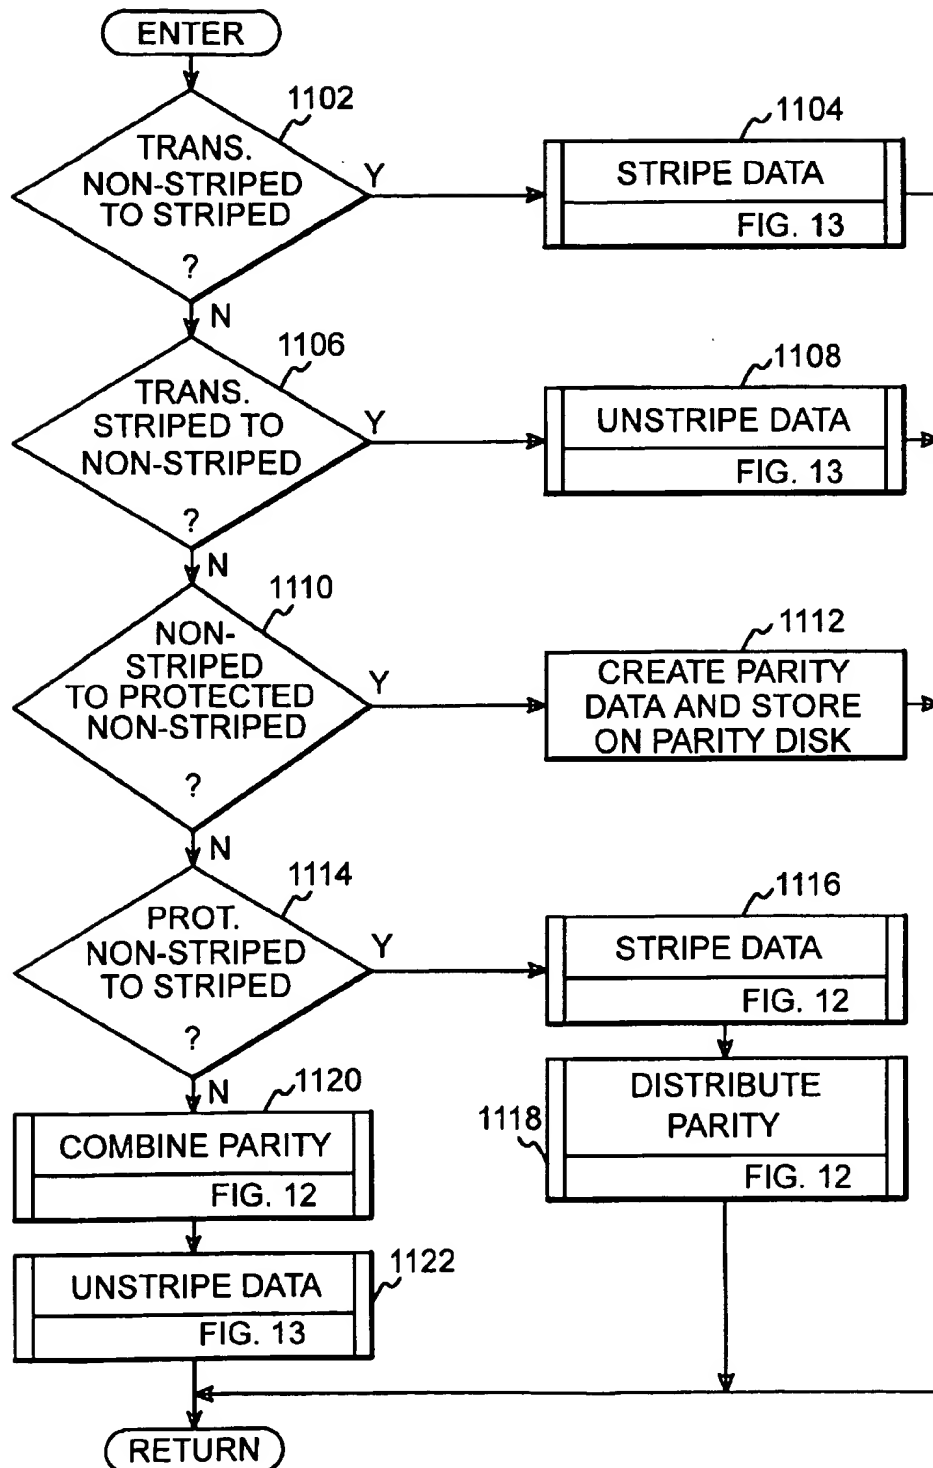 ENTER
1102
TRANS.
NON-STRIPED
TO STRIPED
?
Y
N
1104
STRIPE DATA
FIG. 13
1106
TRANS.
STRIPED TO
NON-STRIPED
?
Y
N
1108
UNSTRIPE DATA
FIG. 13
1110
NON-
STRIPED
TO PROTECTED
NON-STRIPED
?
Y
N
1112
CREATE PARITY
DATA AND STORE
ON PARITY DISK
1114
PROT.
NON-STRIPED
TO STRIPED
?
Y
N
1116
STRIPE DATA
FIG. 12
1118
DISTRIBUTE
PARITY
FIG. 12
1120
COMBINE PARITY
FIG. 12
1122
UNSTRIPE DATA
FIG. 13
RETURN